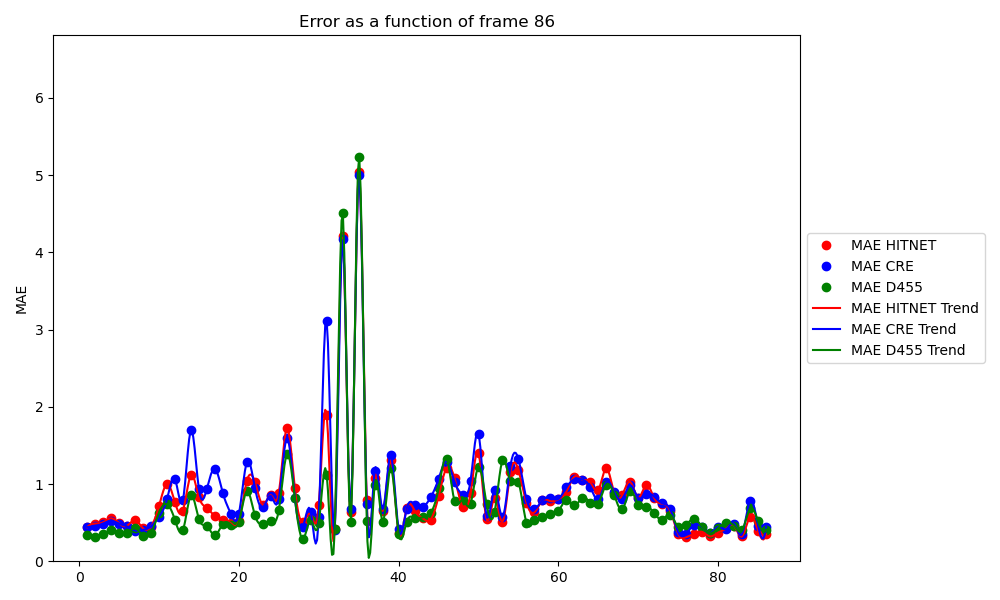 Error as a function of frame 86
MAE
6
5
4
3
2
1
0
0 20 40 60 80
MAE HITNET
MAE CRE
MAE D455
MAE HITNET Trend
MAE CRE Trend
MAE D455 Trend